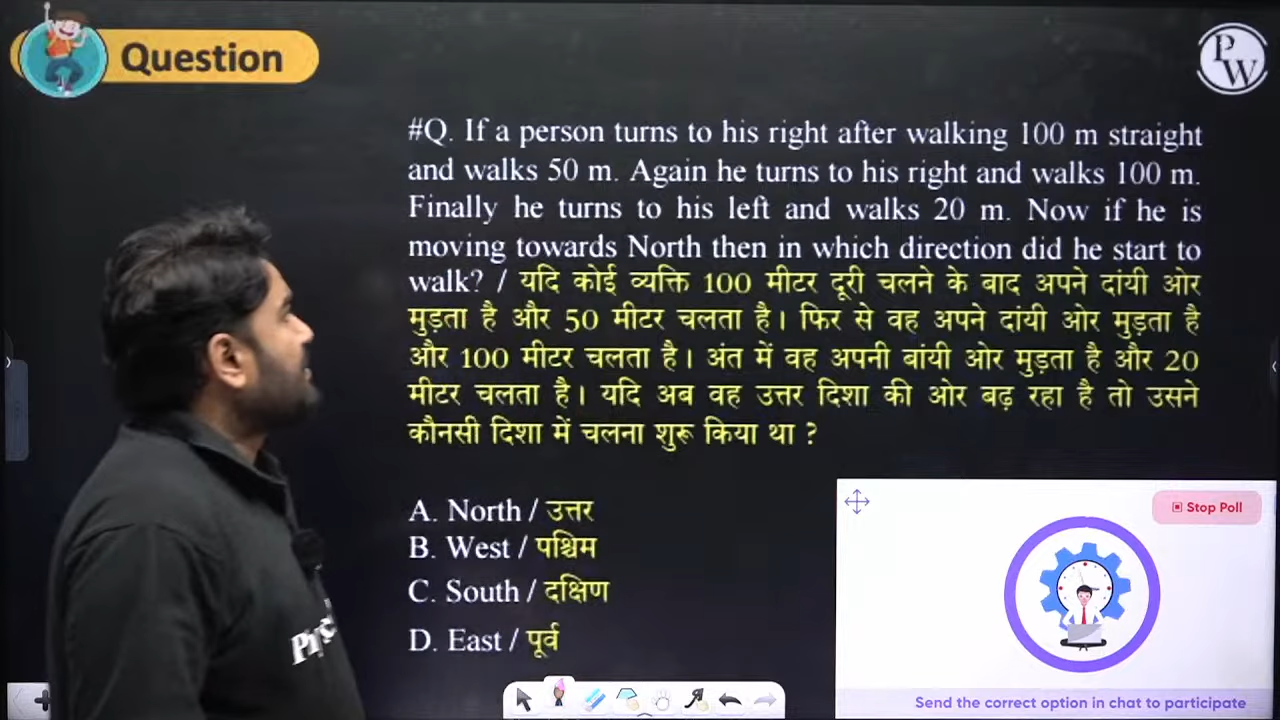 Question
PW
#Q. If a person turns to his right after walking 100 m straight
and walks 50 m. Again he turns to his right and walks 100 m.
Finally he turns to his left and walks 20 m. Now if he is
moving towards North then in which direction did he start to
walk? / यदि कोई व्यक्ति 100 मीटर दूरी चलने के बाद अपने दांयी ओर
मुड़ता है और 50 मीटर चलता है। फिर से वह अपने दांयी ओर मुड़ता है
और 100 मीटर चलता है। अंत में वह अपनी बांयी ओर मुड़ता है और 20
मीटर चलता है। यदि अब वह उत्तर दिशा की ओर बढ़ रहा है तो उसने
कौनसी दिशा में चलना शुरू किया था ?
A. North / उत्तर
B. West / पश्चिम
C. South / दक्षिण
D. East / पूर्व
Stop Poll
Send the correct option in chat to participate